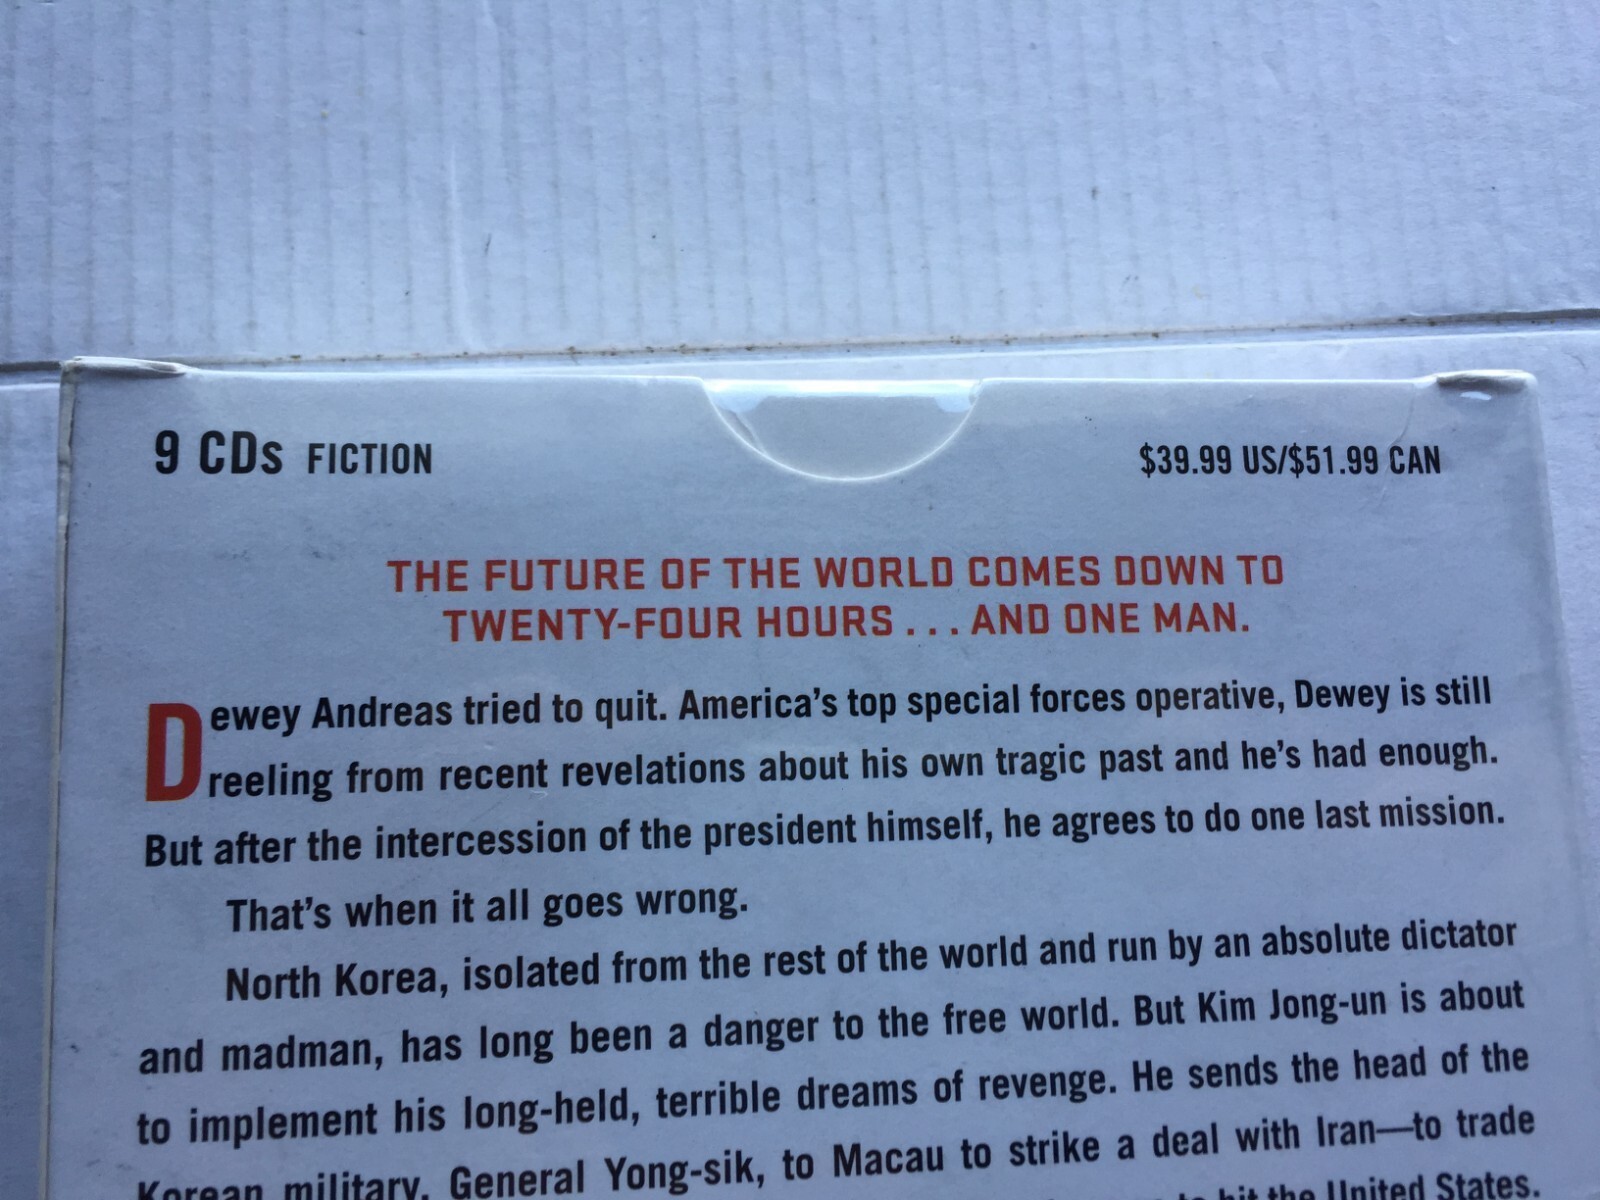 9 CDs FICTION
$39.99 US/$51.99 CAN
THE FUTURE OF THE WORLD COMES DOWN TO
TWENTY-FOUR HOURS . . . AND ONE MAN.
Dewey Andreas tried to quit. America's top special forces operative, Dewey is still
reeling from recent revelations about his own tragic past and he's had enough.
But after the intercession of the president himself, he agrees to do one last mission.
That's when it all goes wrong.
North Korea, isolated from the rest of the world and run by an absolute dictator
and madman, has long been a danger to the free world. But Kim Jong-un is about
to implement his long-held, terrible dreams of revenge. He sends the head of the
Korean military, General Yong-sik, to Macau to strike a deal with Iran—to trade
to hit the United States.